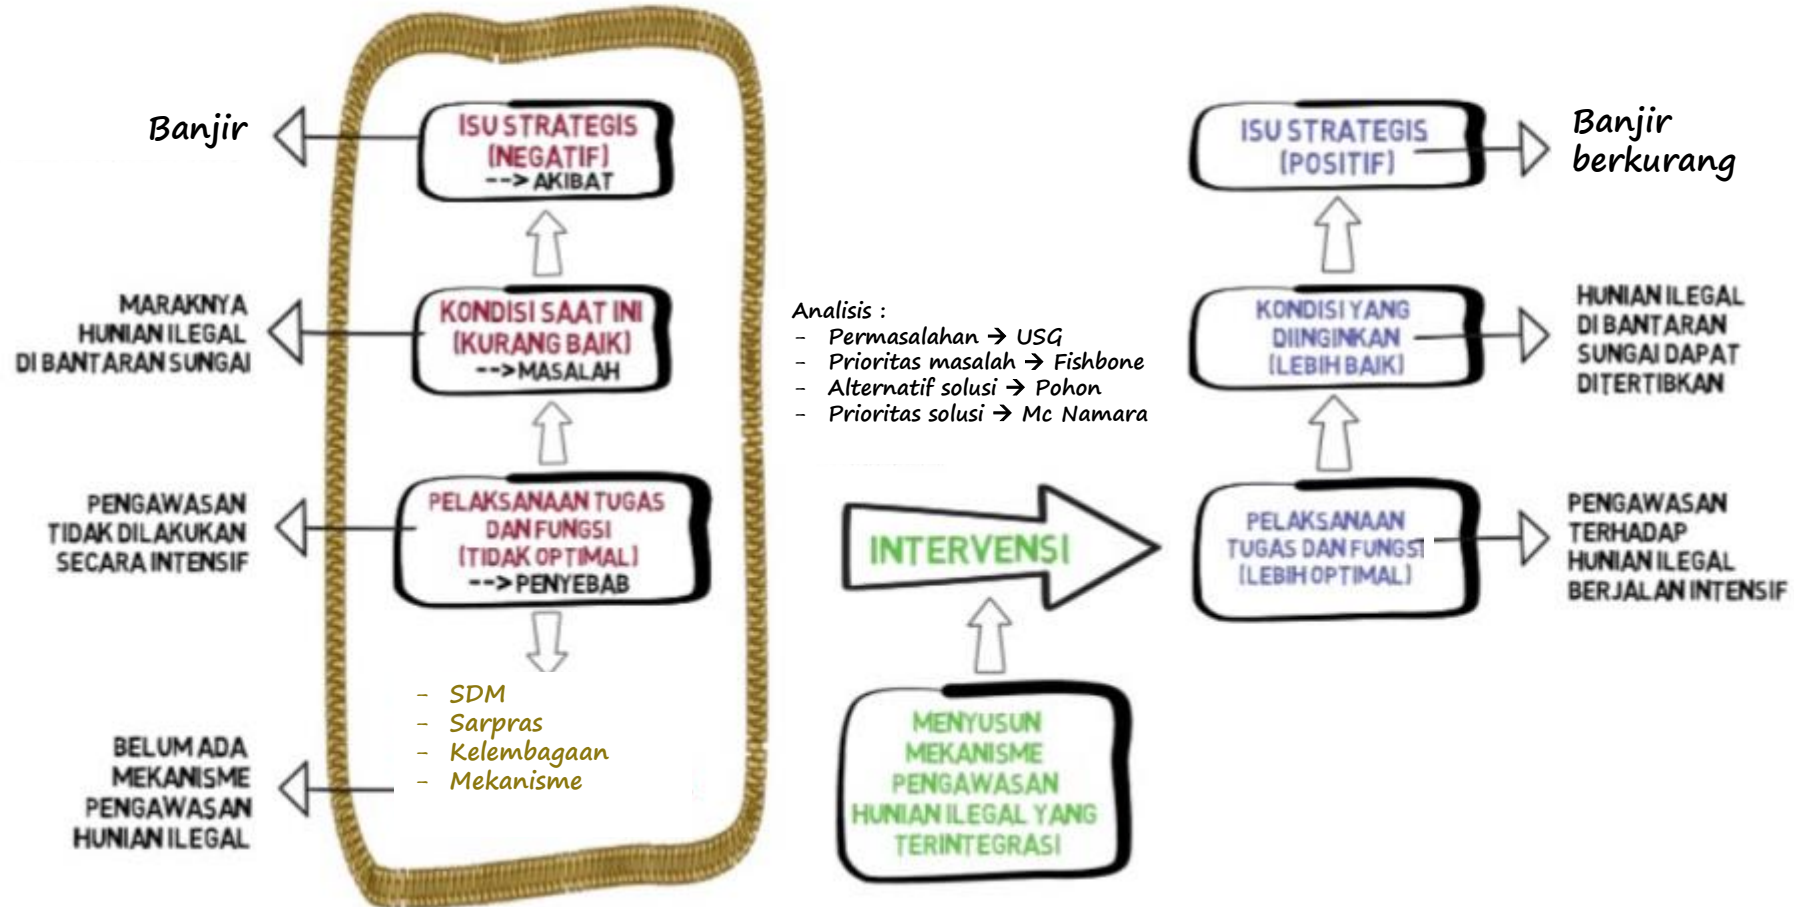 Banjir
ISU STRATEGIS
(NEGATIF)
--> AKIBAT
MARAKNYA
HUNIAN ILEGAL
DI BANTARAN SUNGAI
KONDISI SAAT INI
(KURANG BAIK)
-->MASALAH
PENGAWASAN
TIDAK DILAKUKAN
SECARA INTENSIF
PELAKSANAAN TUGAS
DAN FUNGSI
(TIDAK OPTIMAL)
-->PENYEBAB
BELUM ADA
MEKANISME
PENGAWASAN
HUNIAN ILEGAL
- SDM
- Sarpras
- Kelembagaan
- Mekanisme
Analisis :
- Permasalahan → USG
- Prioritas masalah → Fishbone
- Alternatif solusi → Pohon
- Prioritas solusi → Mc Namara
INTERVENSI
MENYUSUN
MEKANISME
PENGAWASAN
HUNIAN ILEGAL YANG
TERINTEGRASI
ISU STRATEGIS
(POSITIF)
Banjir
berkurang
KONDISI YANG
DIINGINKAN
(LEBIH BAIK)
HUNIAN ILEGAL
DI BANTARAN
SUNGAI DAPAT
DITERTIBKAN
PELAKSANAAN
TUGAS DAN FUNGSI
(LEBIH OPTIMAL)
PENGAWASAN
TERHADAP
HUNIAN ILEGAL
BERJALAN INTENSIF